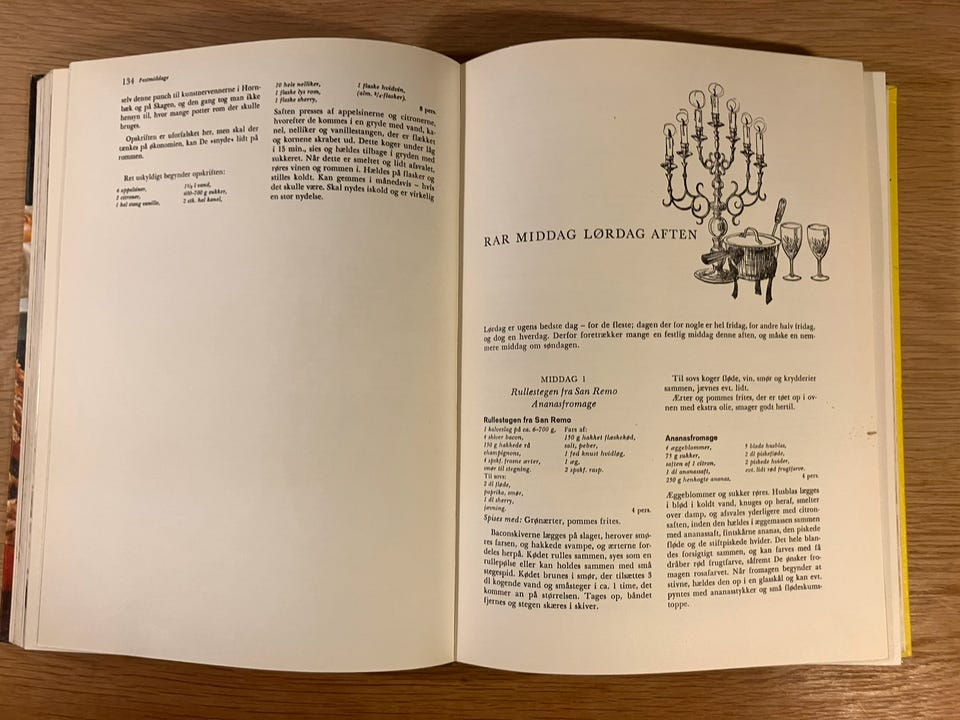 134 Festmiddage
selv denne punch til kunstnervennerne i Horn-
bæk og på Skagen, og den gang tog man ikke
hensyn til, hvor mange potter rom der skulle
bruges.
Opskriften er uforfalsket her, men skal der
tænkes på økonomien, kan De »snyde« lidt på
rommen.
Ret uskyldigt begynder opskriften:
4 appelsiner,
2 citroner,
1 hel stang vanille,
1¼ l vand,
600-700 g sukker,
2 stk. hel kanel,
10 hele nelliker,
1 flaske lys rom,
1 flaske sherry,
1 flaske hvidvin,
(alm. ¾-flasker).
8 pers.
Saften presses af appelsinerne og citronerne,
hvorefter de kommes i en gryde med vand, ka-
nel, nelliker og vanillestangen, der er flækket
og kornene skrabet ud. Dette koger under låg
i 15 min., sies og hældes tilbage i gryden med
sukkeret. Når dette er smeltet og lidt afsvalet,
røres vinen og rommen i. Hældes på flasker og
stilles koldt. Kan gemmes i månedsvis – hvis
det skulle være. Skal nydes iskold og er virkelig
en stor nydelse.
RAR MIDDAG LØRDAG AFTEN
Lørdag er ugens bedste dag – for de fleste; dagen der for nogle er hel fridag, for andre halv fridag,
og dog en hverdag. Derfor foretrækker mange en festlig middag denne aften, og måske en nem-
mere middag om søndagen.
MIDDAG 1
Rullestegen fra San Remo
Ananasfromage
Rullestegen fra San Remo
1 kalveslag på ca. 6-700 g,
4 skiver bacon,
150 g hakkede rå
champignons,
4 spskf. frosne ærter,
smør til stegning.
Til sovs:
2 dl fløde,
paprika, smør,
1 dl sherry,
jævning.
Fars af:
150 g hakket flæskekød,
salt, peber,
1 fed knust hvidløg,
1 æg,
2 spskf. rasp.
4 pers.
Spises med: Grønærter, pommes frites.
Baconskiverne lægges på slaget, herover smø-
res farsen, og hakkede svampe, og ærterne for-
deles herpå. Kødet rulles sammen, syes som en
rullepølse eller kan holdes sammen med små
stegespid. Kødet brunes i smør, der tilsættes 5
dl kogende vand og småsteger i ca. 1 time, det
kommer an på størrelsen. Tages op, båndet
fjernes og stegen skæres i skiver.
Til sovs koger fløde, vin, smør og krydderier
sammen, jævnes evt. lidt.
Ærter og pommes frites, der er tøet op i ov-
nen med ekstra olie, smager godt hertil.
Ananasfromage
4 æggeblommer,
75 g sukker,
saften af 1 citron,
1 dl ananassaft,
250 g henkogte ananas,
5 blade husblas,
2 dl piskefløde,
2 piskede hvider,
evt. lidt rød frugtfarve.
4 pers.
Æggeblommer og sukker røres. Husblas lægges
i blød i koldt vand, knuges op heraf, smelter
over damp, og afsvales yderligere med citron-
saften, inden den hældes i æggemassen sammen
med ananassaft, fintskårne ananas, den piskede
fløde og de stiftpiskede hvider. Det hele blan-
des forsigtigt sammen, og kan farves med få
dråber rød frugtfarve, såfremt De ønsker fro-
magen rosafarvet. Når fromagen begynder at
stivne, hældes den op i en glasskål og kan evt.
pyntes med ananasstykker og små flødeskums-
toppe.